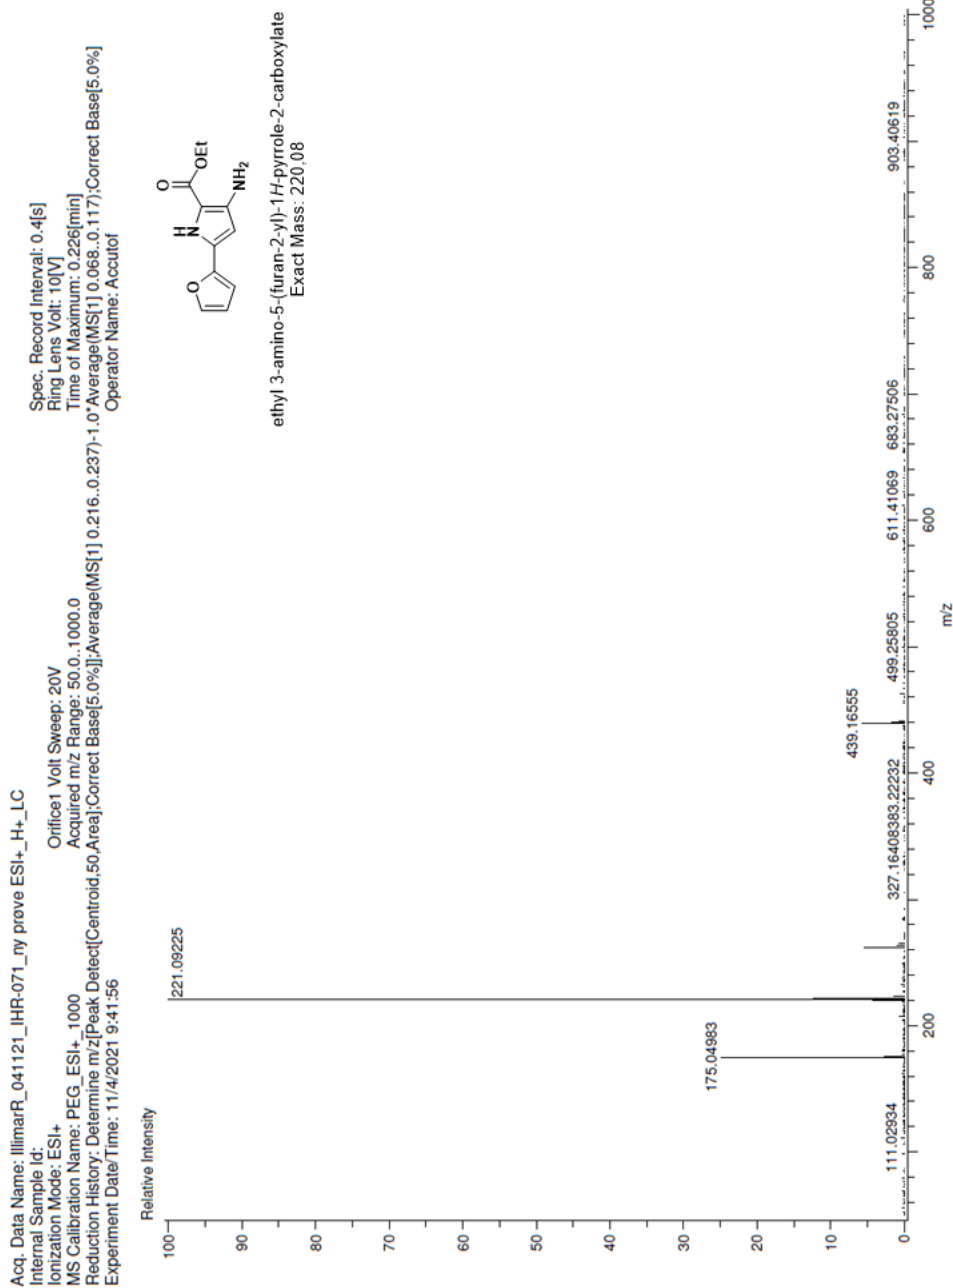 Acq. Data Name: IllimarR_041121_IHR-071_ny prøve ESI+_H+_LC
Internal Sample Id:
Ionization Mode: ESI+
MS Calibration Name: PEG_ESI+_1000
Reduction History: Determine m/z[Peak Detect[Centroid,50,Area];Correct Base[5.0%]];Average(MS[1] 0.216..0.237)-1.0*Average(MS[1] 0.068..0.117);Correct Base[5.0%]
Experiment Date/Time: 11/4/2021 9:41:56
Orifice1 Volt Sweep: 20V
Acquired m/z Range: 50.0..1000.0
Spec. Record Interval: 0.4[s]
Ring Lens Volt: 10[V]
Time of Maximum: 0.226[min]
Operator Name: Accutof
O
H
N
O
OEt
NH2
ethyl 3-amino-5-(furan-2-yl)-1H-pyrrole-2-carboxylate
Exact Mass: 220,08
Relative Intensity
100
90
80
70
60
50
40
30
20
10
0
111.02934
175.04983
221.09225
327.16408383.22232
439.16555
499.25805
611.41069
683.27506
903.40619
200
400
600
800
1000
m/z